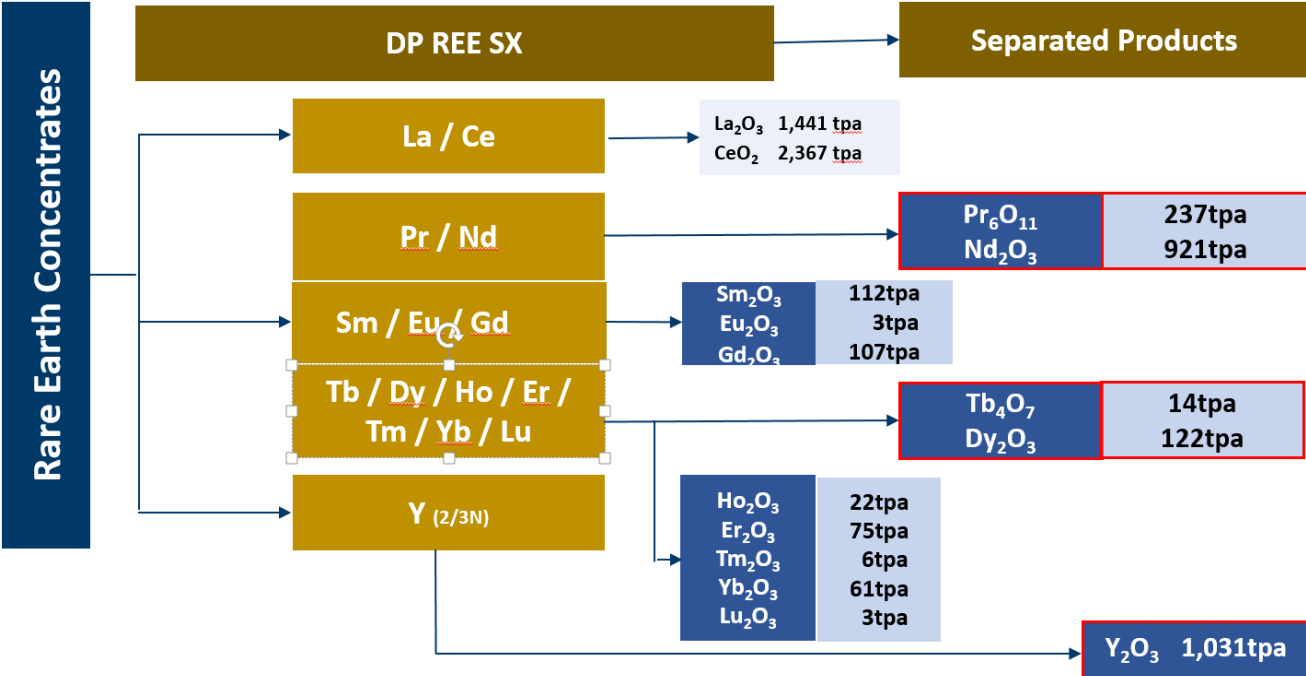 Rare Earth Concentrates
DP REE SX
Separated Products
La / Ce
La₂O₃ 1,441 tpa
CeO₂ 2,367 tpa
Pr / Nd
Pr₆O₁₁ 237tpa
Nd₂O₃ 921tpa
Sm / Eu / Gd
Sm₂O₃ 112tpa
Eu₂O₃ 3tpa
Gd₂O₃ 107tpa
Tb / Dy / Ho / Er /
Tm / Yb / Lu
Tb₄O₇ 14tpa
Dy₂O₃ 122tpa
Ho₂O₃ 22tpa
Er₂O₃ 75tpa
Tm₂O₃ 6tpa
Yb₂O₃ 61tpa
Lu₂O₃ 3tpa
Y (2/3N)
Y₂O₃ 1,031tpa